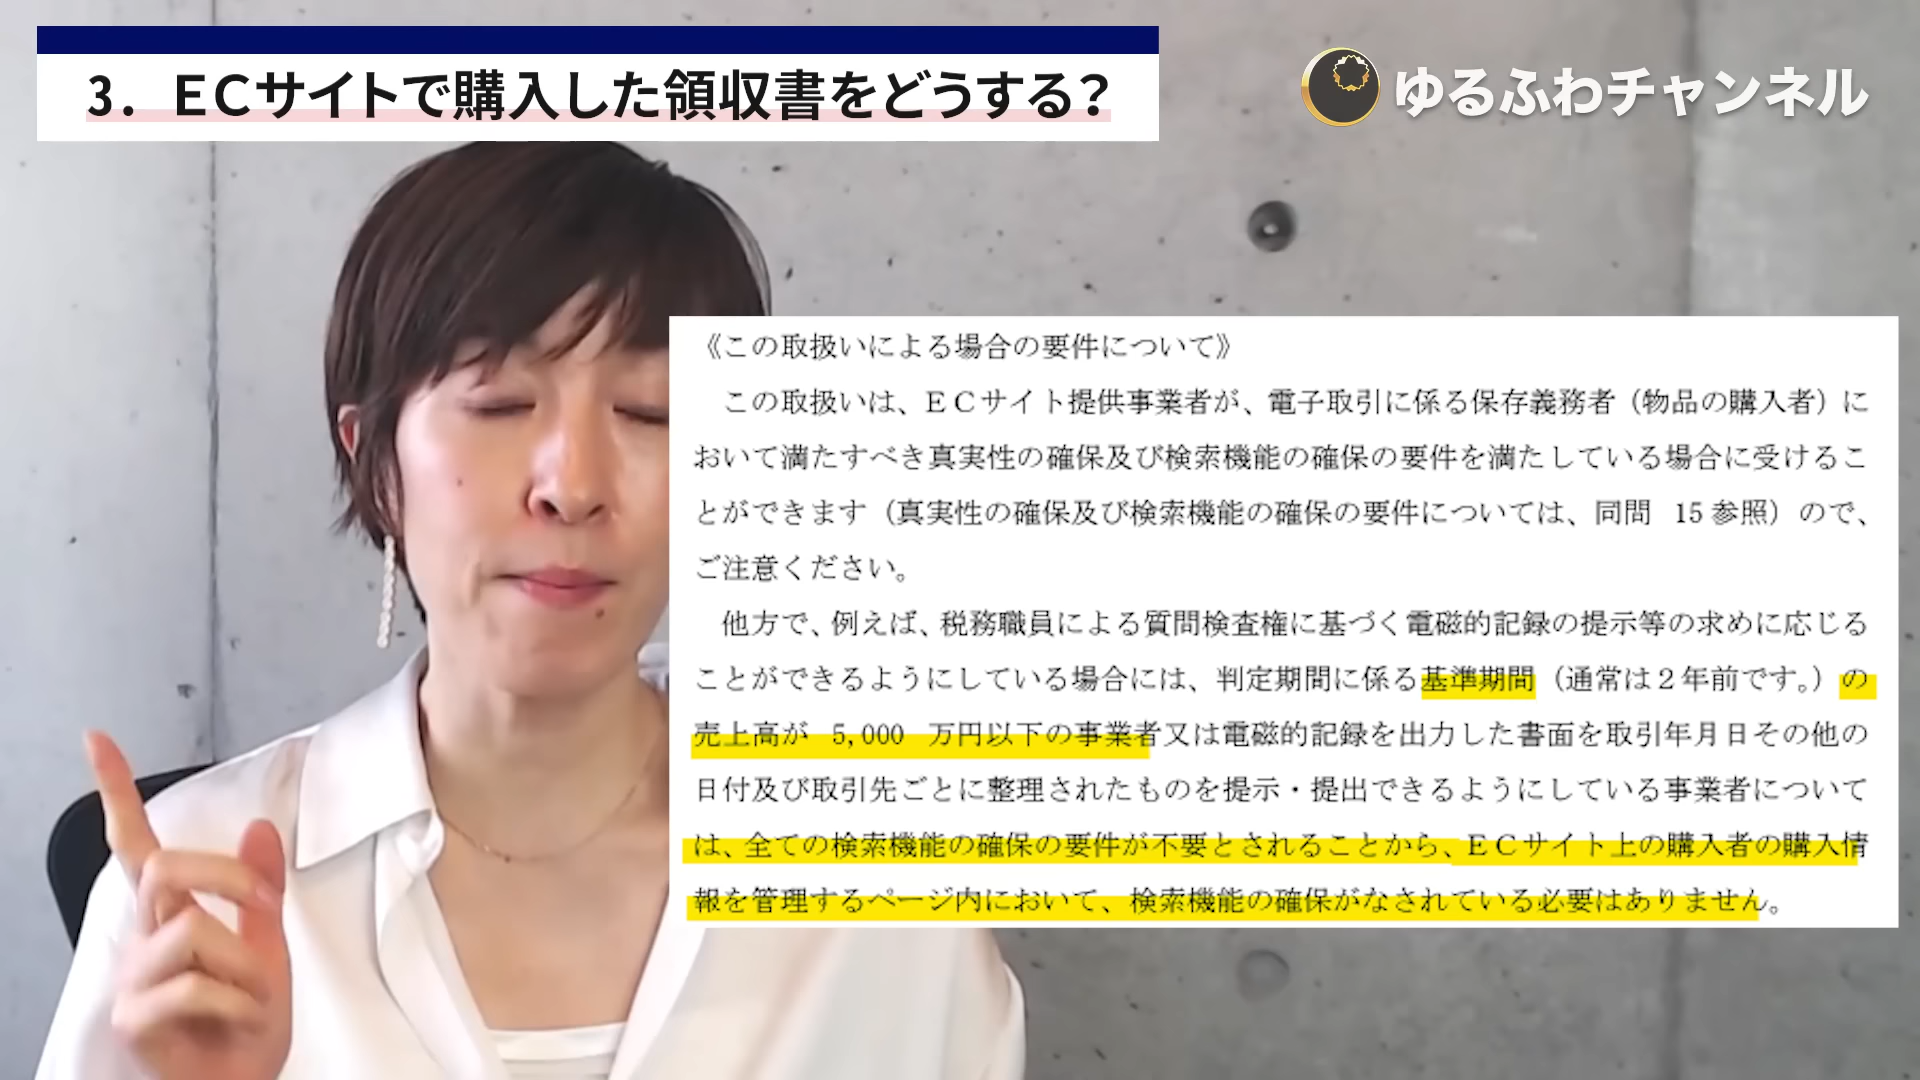 3. ECサイトで購入した領収書をどうする?
ゆるふわチャンネル
《この取扱いによる場合の要件について》
この取扱いは、ECサイト提供事業者が、電子取引に係る保存義務者(物品の購入者)に
おいて満たすべき真実性の確保及び検索機能の確保の要件を満たしている場合に受けるこ
とができます(真実性の確保及び検索機能の確保の要件については、同問 15 参照)ので、
ご注意ください。
他方で、例えば、税務職員による質問検査権に基づく電磁的記録の提示等の求めに応じる
ことができるようにしている場合には、判定期間に係る基準期間(通常は2年前です。)の
売上高が 5,000 万円以下の事業者又は電磁的記録を出力した書面を取引年月日その他の
日付及び取引先ごとに整理されたものを提示・提出できるようにしている事業者について
は、全ての検索機能の確保の要件が不要とされることから、ECサイト上の購入者の購入情
報を管理するページ内において、検索機能の確保がなされている必要はありません。